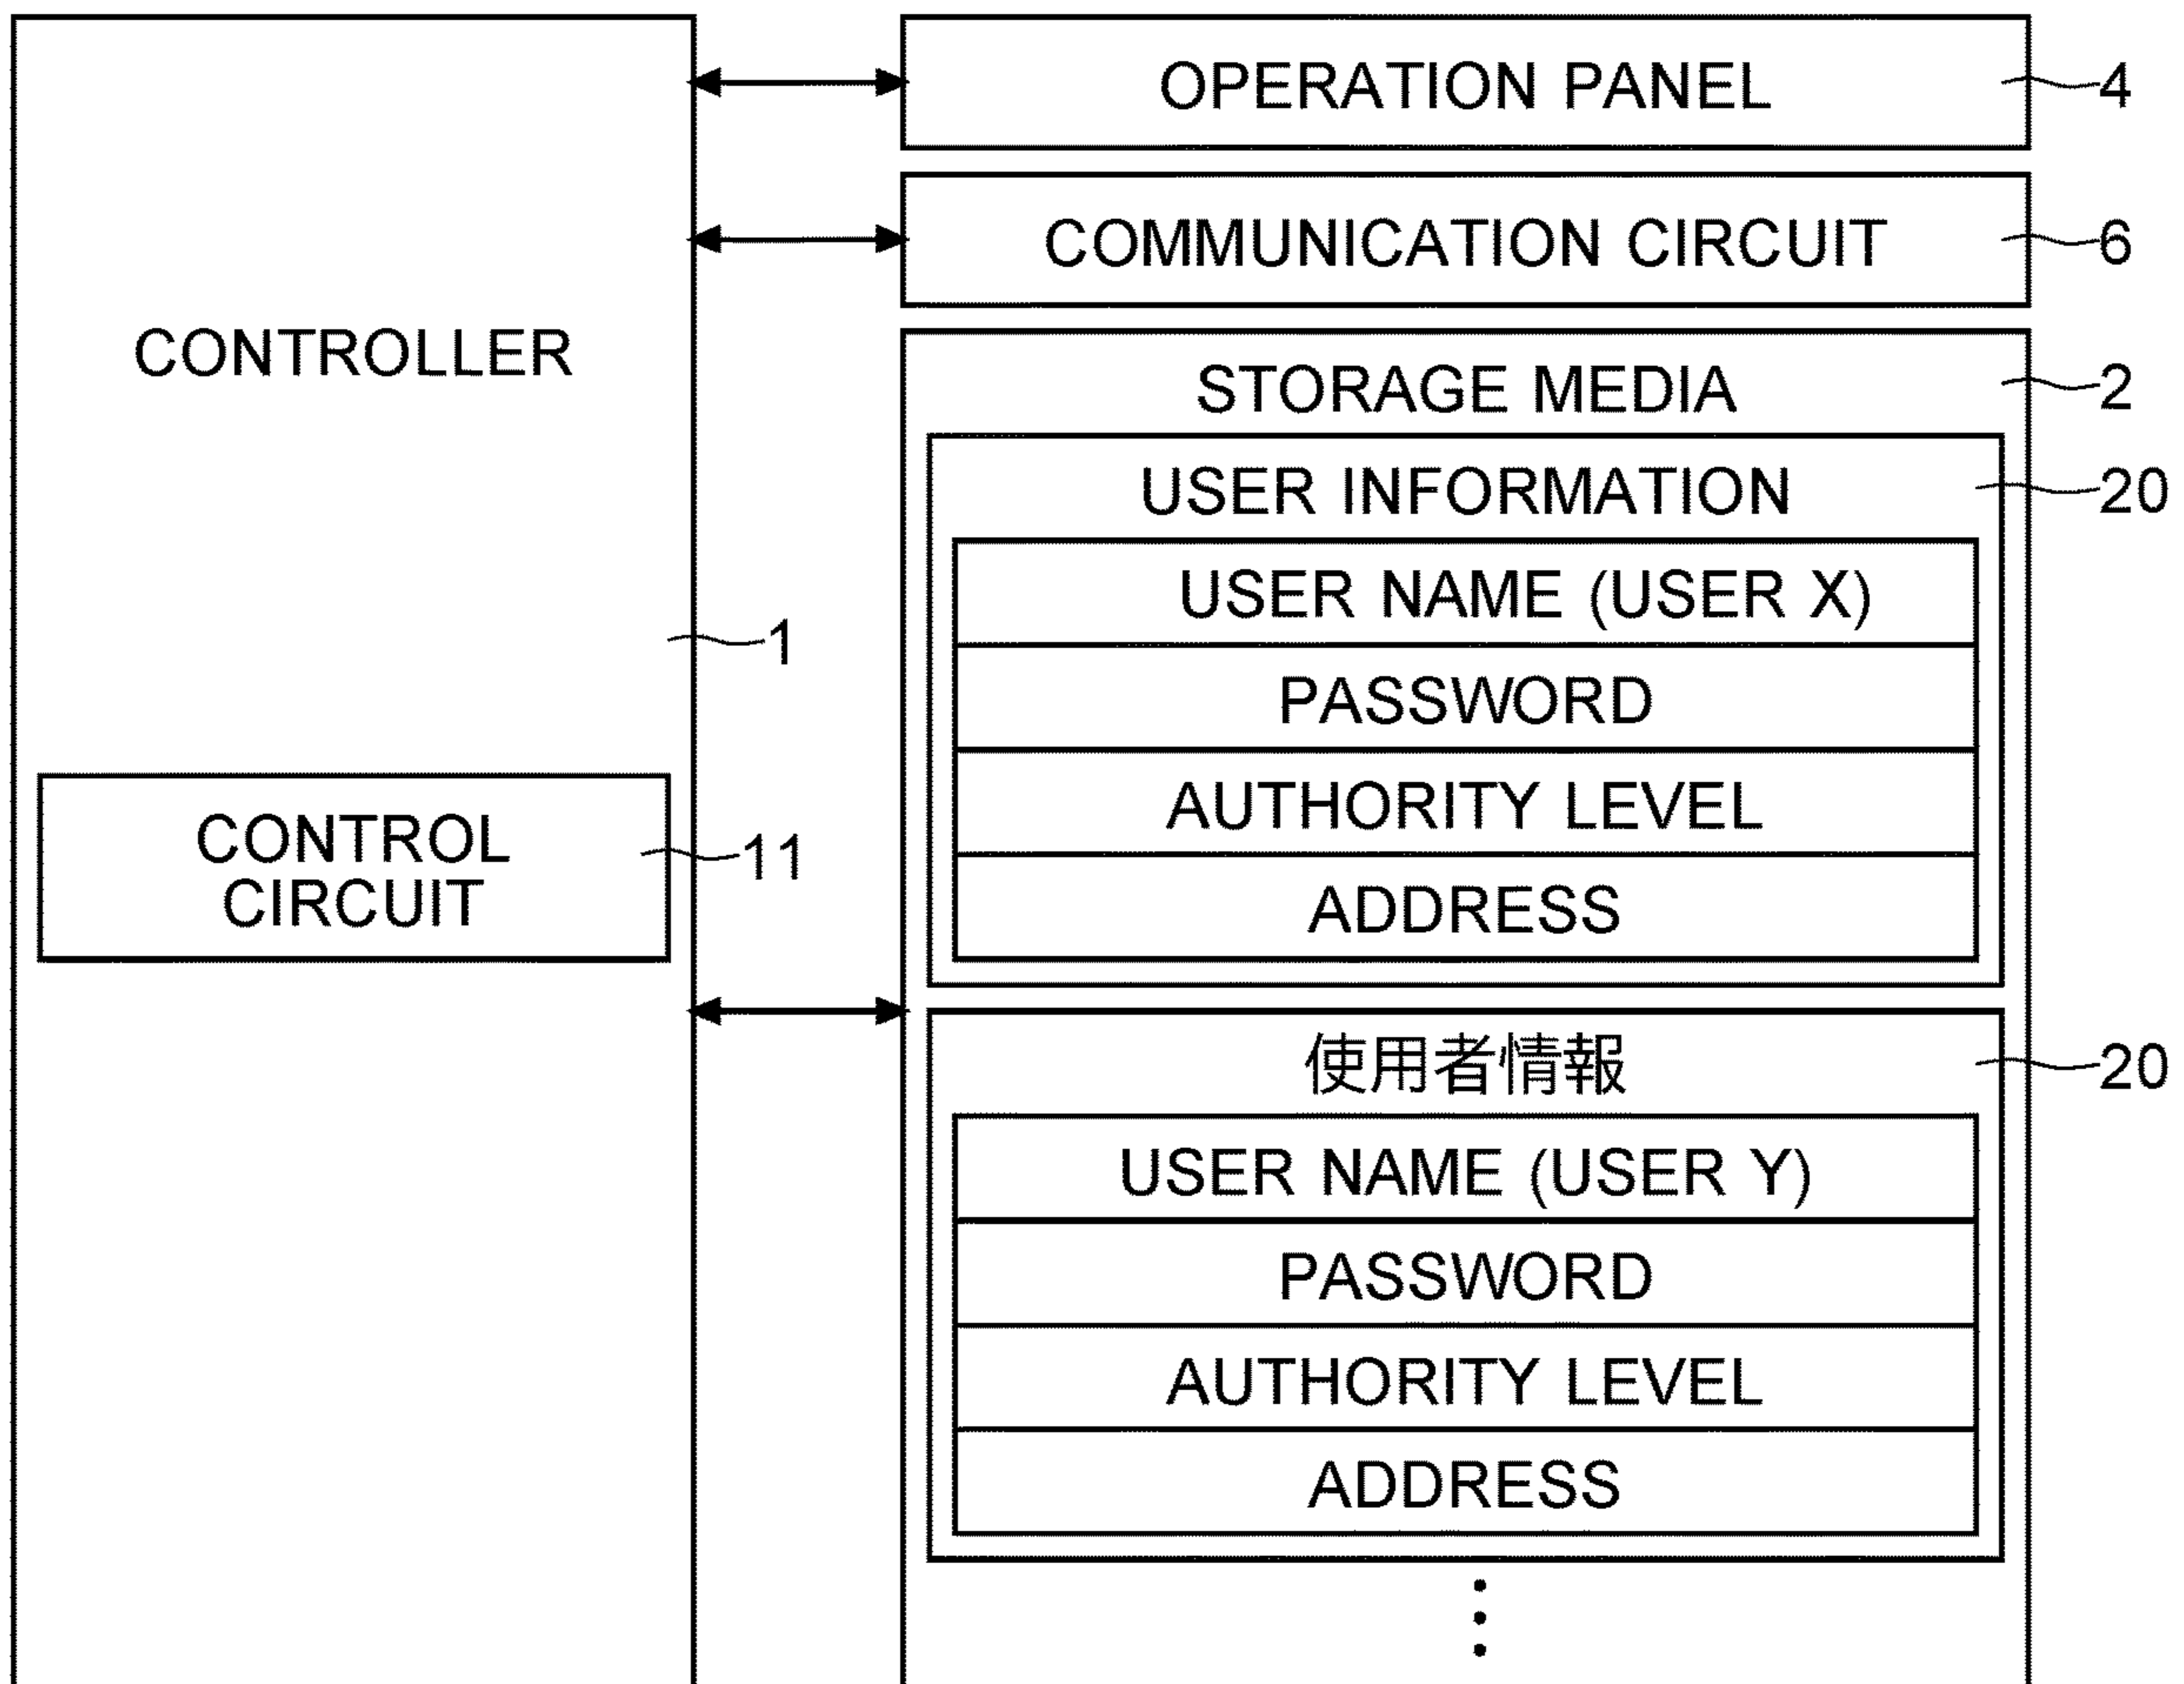 CONTROLLER
1
CONTROL
CIRCUIT
11
OPERATION PANEL
4
COMMUNICATION CIRCUIT
6
STORAGE MEDIA
2
USER INFORMATION
20
USER NAME (USER X)
PASSWORD
AUTHORITY LEVEL
ADDRESS
使用者情報
20
USER NAME (USER Y)
PASSWORD
AUTHORITY LEVEL
ADDRESS